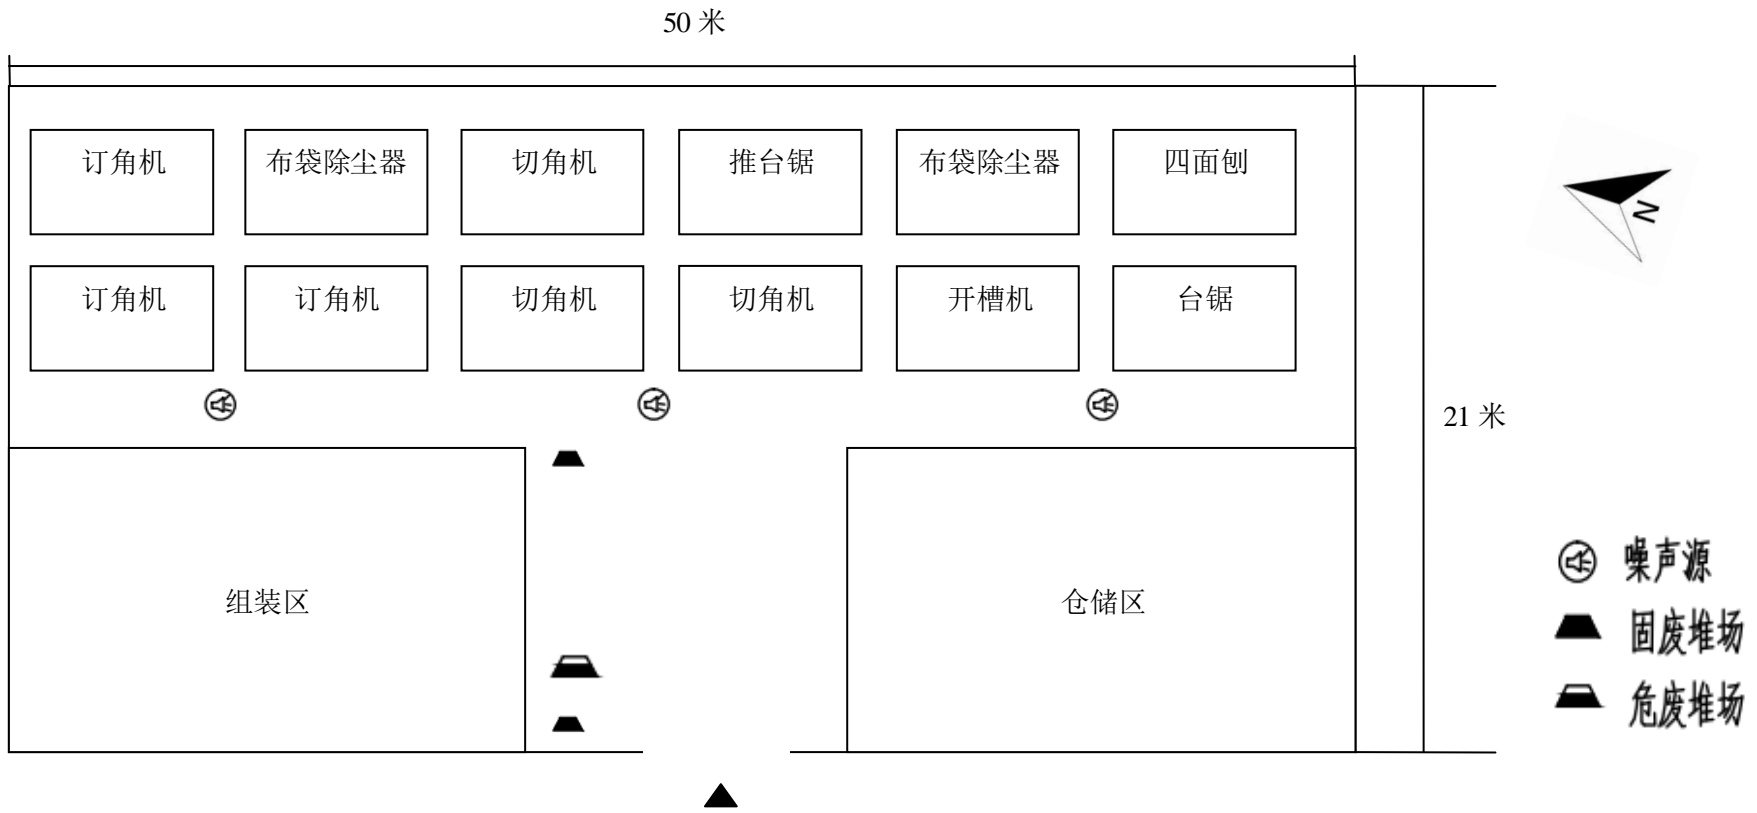 50 米
订角机
布袋除尘器
切角机
推台锯
布袋除尘器
四面刨
N
订角机
订角机
切角机
切角机
开槽机
台锯
21 米
组装区
仓储区
噪声源
固废堆场
危废堆场